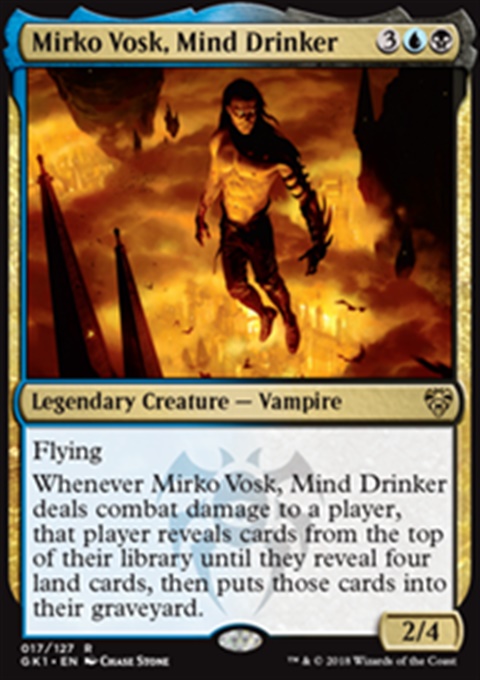 Mirko Vosk, Mind Drinker 3
Legendary Creature — Vampire
Flying
Whenever Mirko Vosk, Mind Drinker
deals combat damage to a player,
that player reveals cards from the top
of their library until they reveal four
land cards, then puts those cards into
their graveyard.
2/4
017/127 R
GK1 • EN Chase Stone
™ & © 2018 Wizards of the Coast